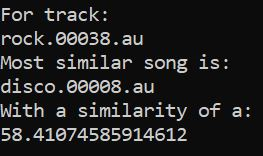 For track:
rock.00038.au
Most similar song is:
disco.00008.au
With a similarity of a:
58.41074585914612